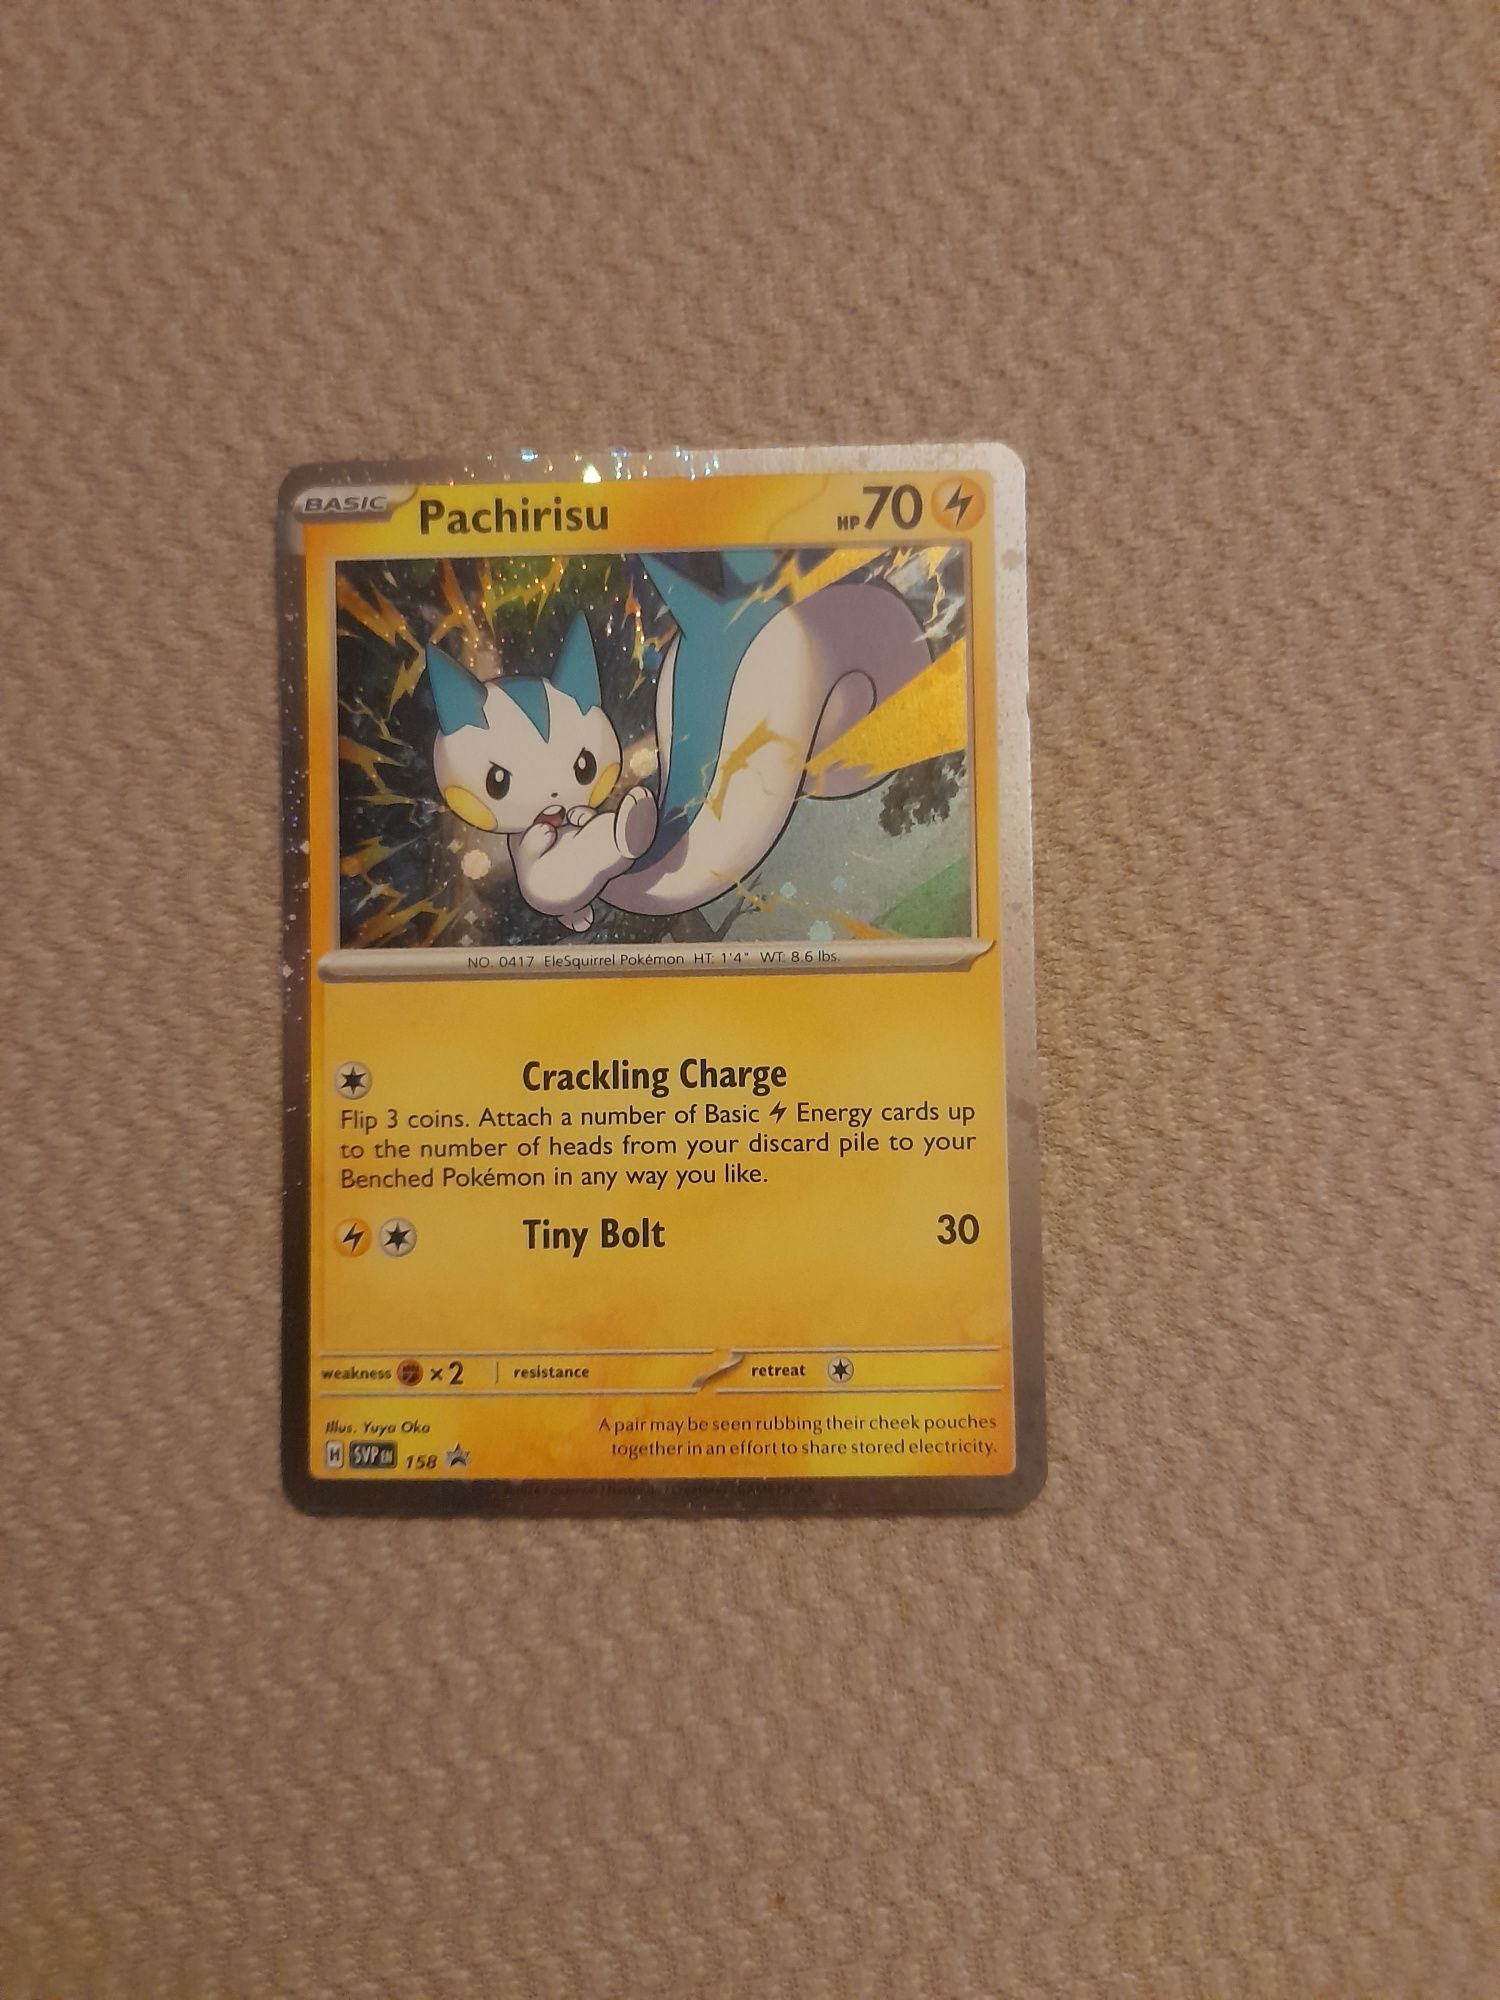 BASIC
Pachirisu
HP 70
NO. 0417 EleSquirrel Pokémon HT: 1'4" WT: 8.6 lbs.
Crackling Charge
Flip 3 coins. Attach a number of Basic Energy cards up
to the number of heads from your discard pile to your
Benched Pokémon in any way you like.
Tiny Bolt 30
weakness ×2 resistance retreat
Illus. Yuya Oka
A pair may be seen rubbing their cheek pouches
together in an effort to share stored electricity.
H SVP EN 158